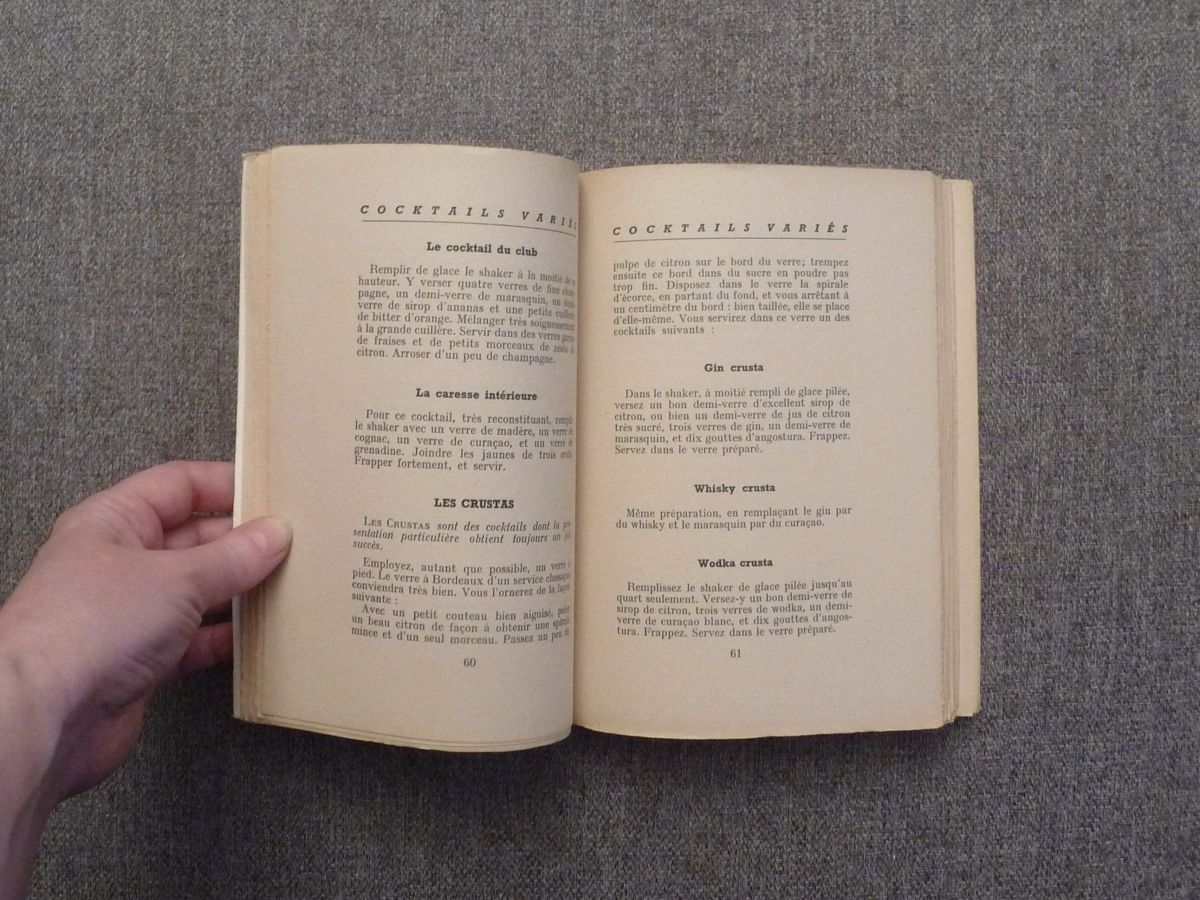 COCKTAILS VARIÉS
Le cocktail du club
Remplir de glace le shaker à la moitié de sa
hauteur. Y verser quatre verres de fine cham-
pagne, un demi-verre de marasquin, un demi-
verre de sirop d'ananas et une petite cuillère
de bitter d'orange. Mélanger très soigneusement
à la grande cuillère. Servir dans des verres garnis
de fraises et de petits morceaux de zeste de
citron. Arroser d'un peu de champagne.
La caresse intérieure
Pour ce cocktail, très reconstituant, remplir
le shaker avec un verre de madère, un verre de
cognac, un verre de curaçao, et un verre de
grenadine. Joindre les jaunes de trois œufs.
Frapper fortement, et servir.
LES CRUSTAS
LES CRUSTAS sont des cocktails dont la pré-
sentation particulière obtient toujours un joli
succès.
Employez, autant que possible, un verre à
pied. Le verre à Bordeaux d'un service classique
conviendra très bien. Vous l'ornerez de la façon
suivante :
Avec un petit couteau bien aiguisé, pelez
un beau citron de façon à obtenir une spirale
mince et d'un seul morceau. Passez un peu de
60
COCKTAILS VARIÉS
pulpe de citron sur le bord du verre; trempez
ensuite ce bord dans du sucre en poudre pas
trop fin. Disposez dans le verre la spirale
d'écorce, en partant du fond, et vous arrêtant à
un centimètre du bord : bien taillée, elle se place
d'elle-même. Vous servirez dans ce verre un des
cocktails suivants :
Gin crusta
Dans le shaker, à moitié rempli de glace pilée,
versez un bon demi-verre d'excellent sirop de
citron, ou bien un demi-verre de jus de citron
très sucré, trois verres de gin, un demi-verre de
marasquin, et dix gouttes d'angostura. Frappez.
Servez dans le verre préparé.
Whisky crusta
Même préparation, en remplaçant le gin par
du whisky et le marasquin par du curaçao.
Wodka crusta
Remplissez le shaker de glace pilée jusqu'au
quart seulement. Versez-y un bon demi-verre de
sirop de citron, trois verres de wodka, un demi-
verre de curaçao blanc, et dix gouttes d'angos-
tura. Frappez. Servez dans le verre préparé.
61